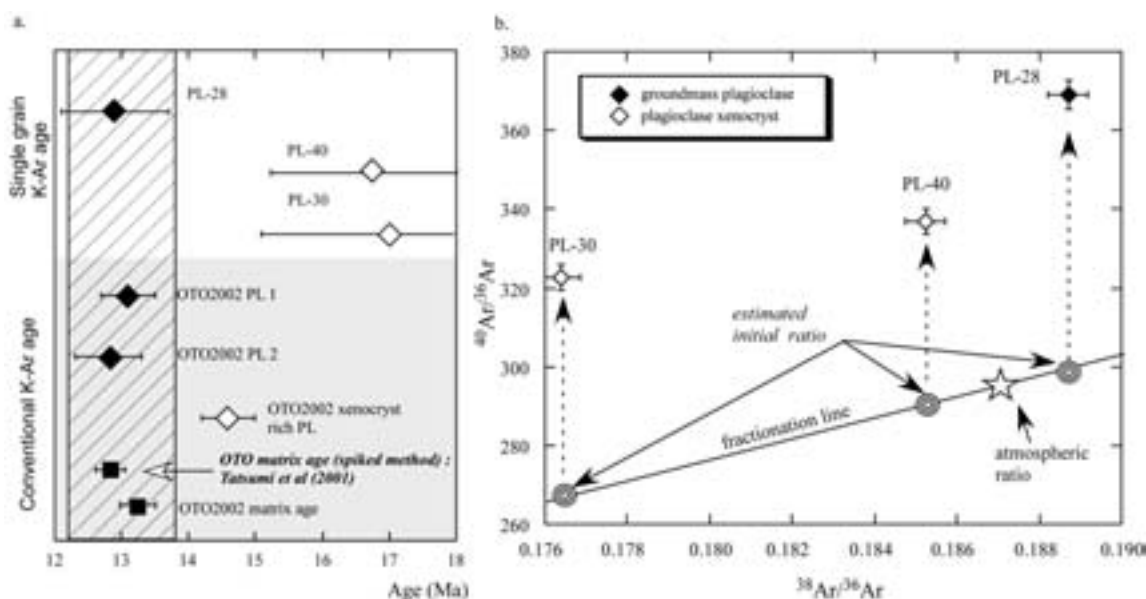 a.
Single grain
K-Ar age
Conventional K-Ar age
PL-28
PL-40
PL-30
OTO2002 PL 1
OTO2002 PL 2
OTO2002 xenocryst
rich PL
OTO matrix age (spiked method) :
Tatsumi et al (2001)
OTO2002 matrix age
12 13 14 15 16 17 18
Age (Ma)
b.
40Ar/36Ar
380
360
340
320
300
280
260
groundmass plagioclase
plagioclase xenocryst
PL-28
PL-40
PL-30
estimated
initial ratio
fractionation line
atmospheric
ratio
0.176 0.178 0.180 0.182 0.184 0.186 0.188 0.190
38Ar/36Ar